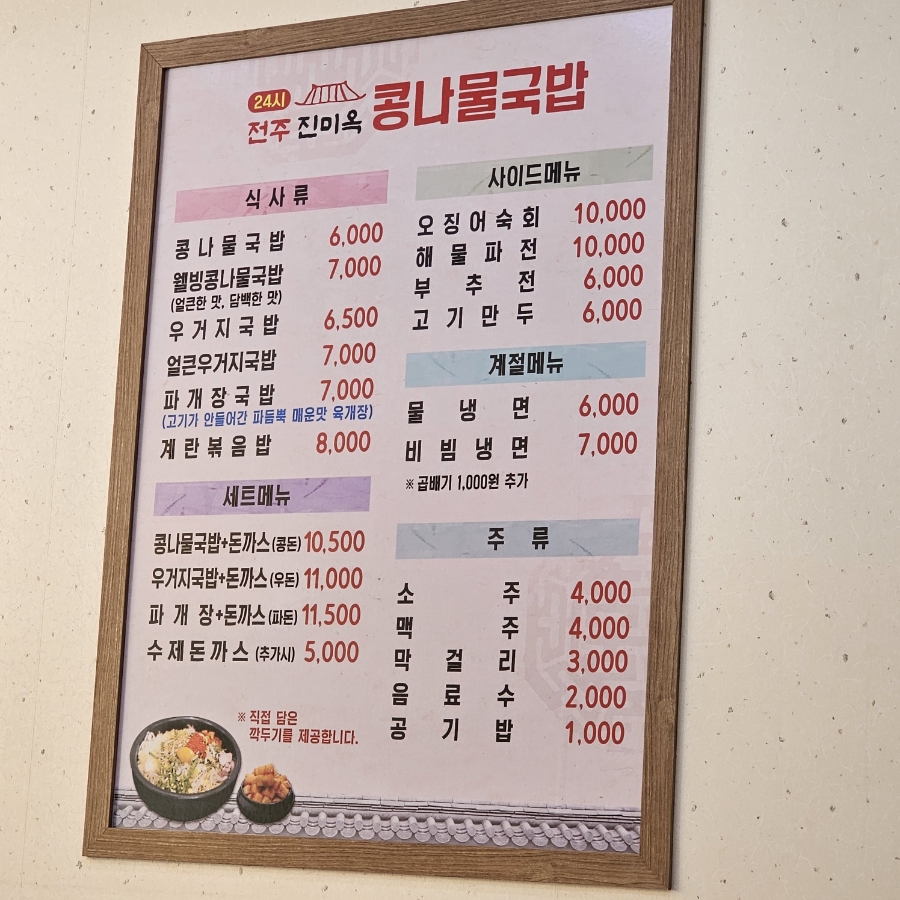 24시
전주 진미옥 콩나물국밥
식사류
콩나물국밥 6,000
웰빙콩나물국밥 7,000
(얼큰한 맛, 담백한 맛)
우거지국밥 6,500
얼큰우거지국밥 7,000
파개장국밥 7,000
(고기가 안들어간 파듬뿍 매운맛 육개장)
계란볶음밥 8,000
세트메뉴
콩나물국밥+돈까스(콩돈) 10,500
우거지국밥+돈까스(우돈) 11,000
파개장+돈까스(파돈) 11,500
수제돈까스 (추가시) 5,000
※ 직접 담은
깍두기를 제공합니다.
사이드메뉴
오징어숙회 10,000
해물파전 10,000
부추전 6,000
고기만두 6,000
계절메뉴
물냉면 6,000
비빔냉면 7,000
※ 곱배기 1,000원 추가
주류
소주 4,000
맥주 4,000
막걸리 3,000
음료수 2,000
공기밥 1,000